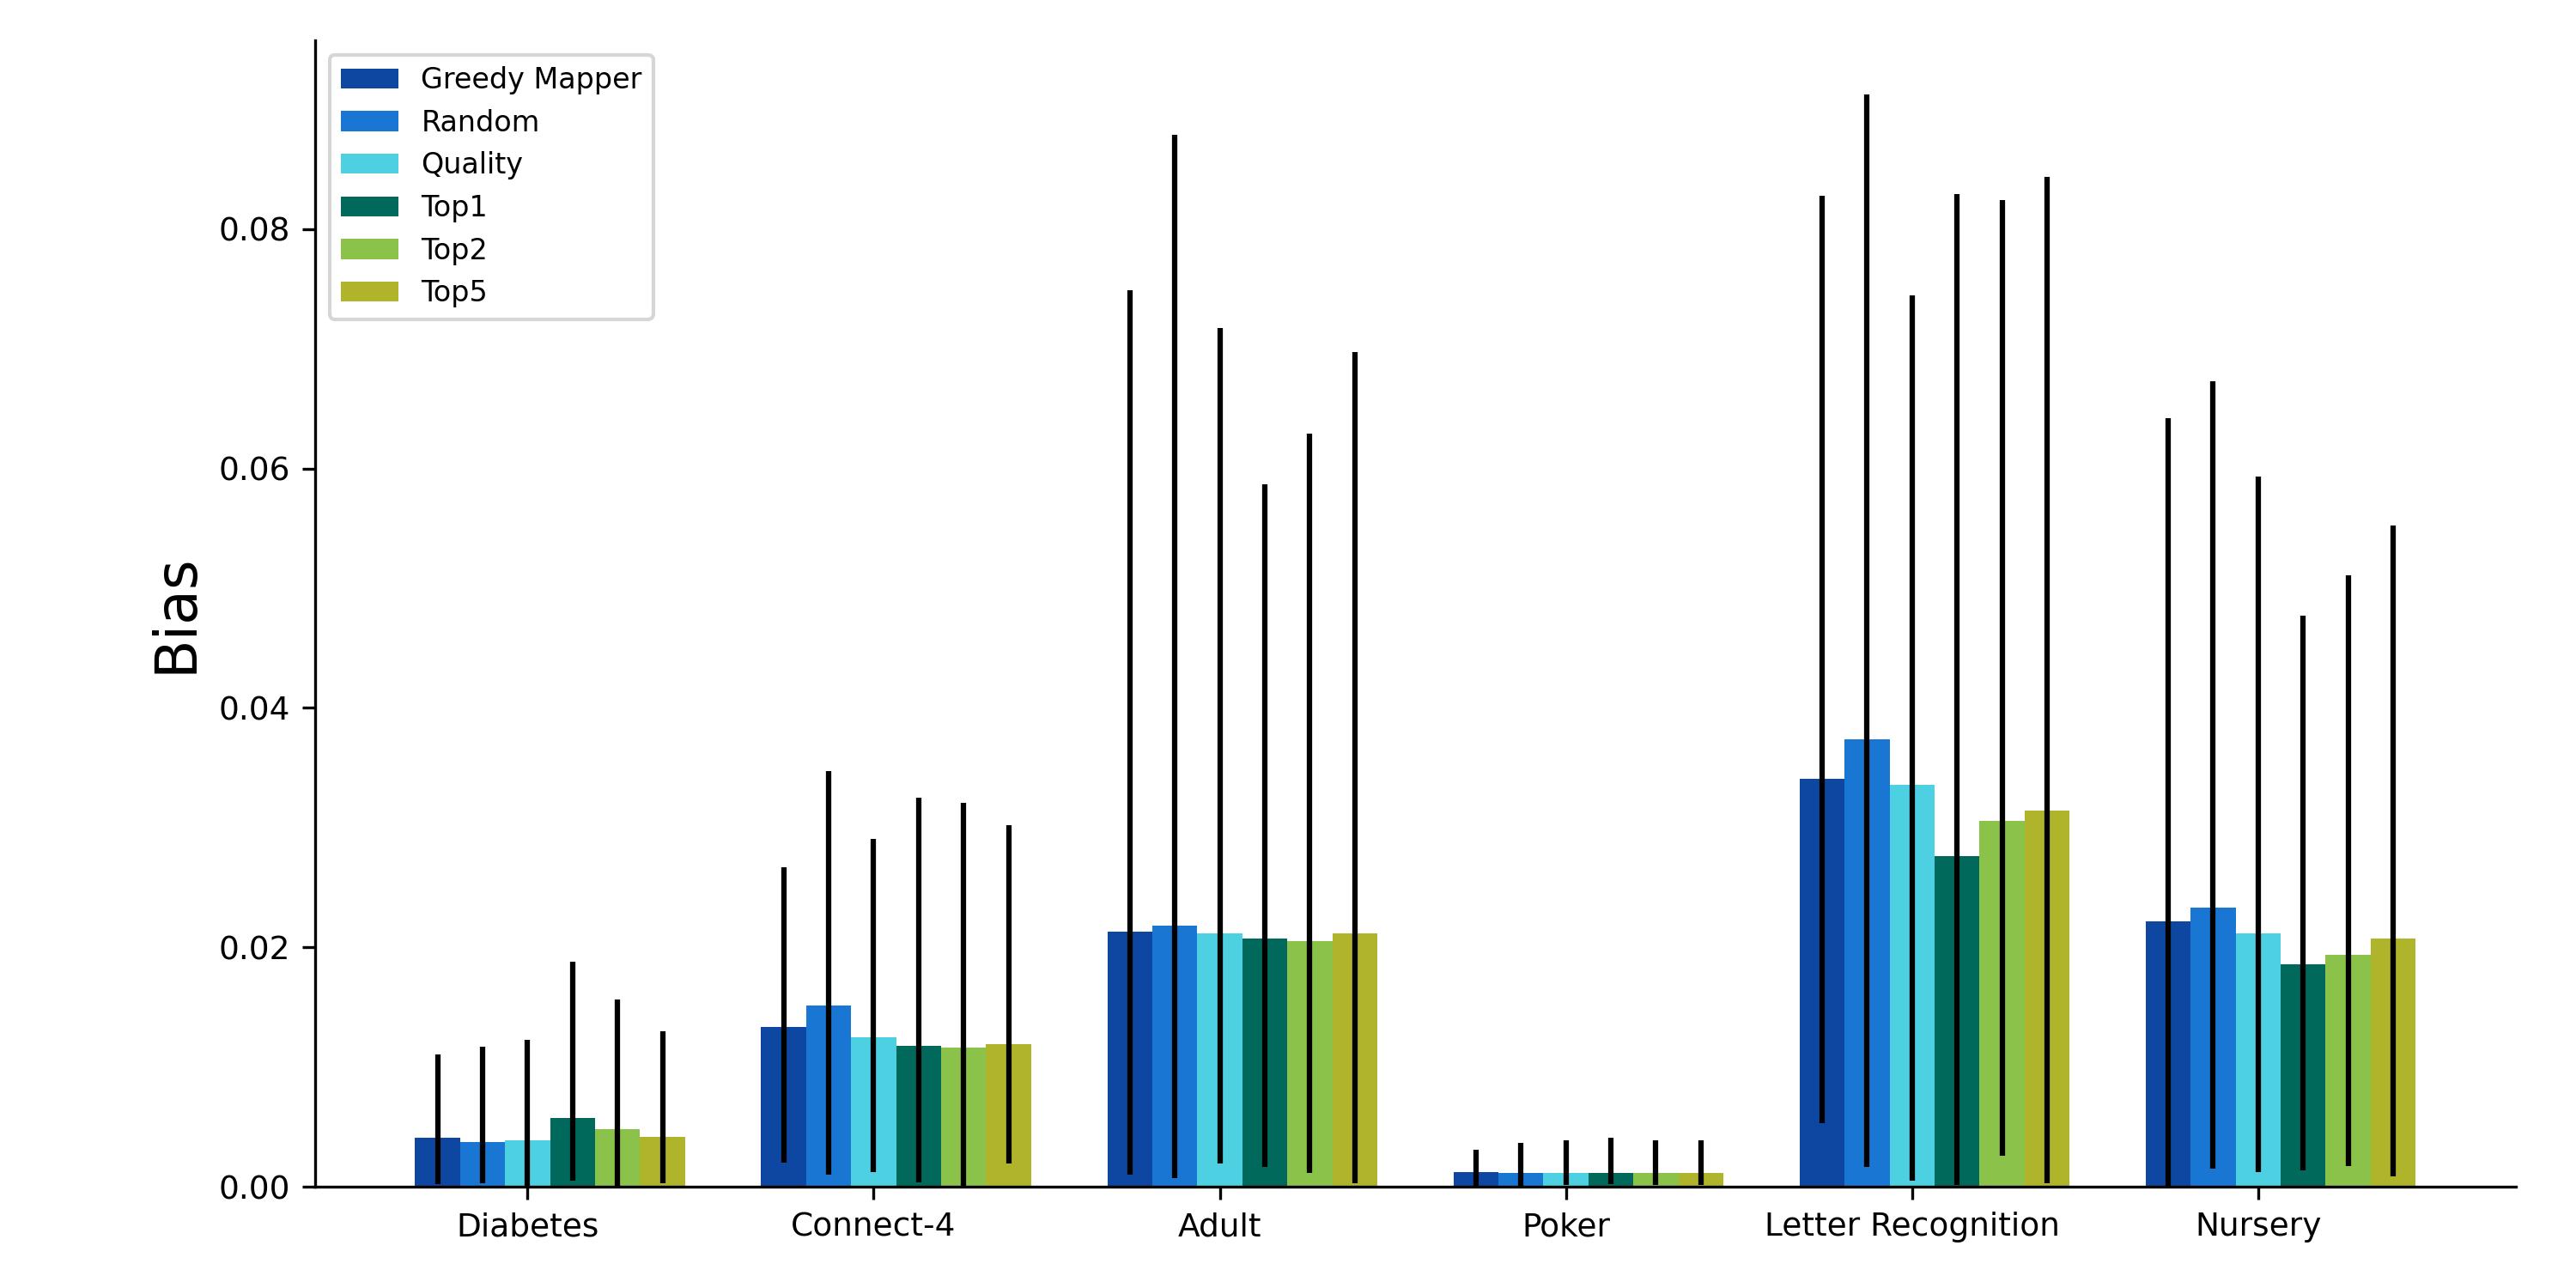 Greedy Mapper
Random
Quality
Top1
Top2
Top5
Bias
0.08
0.06
0.04
0.02
0.00
Diabetes
Connect-4
Adult
Poker
Letter Recognition
Nursery